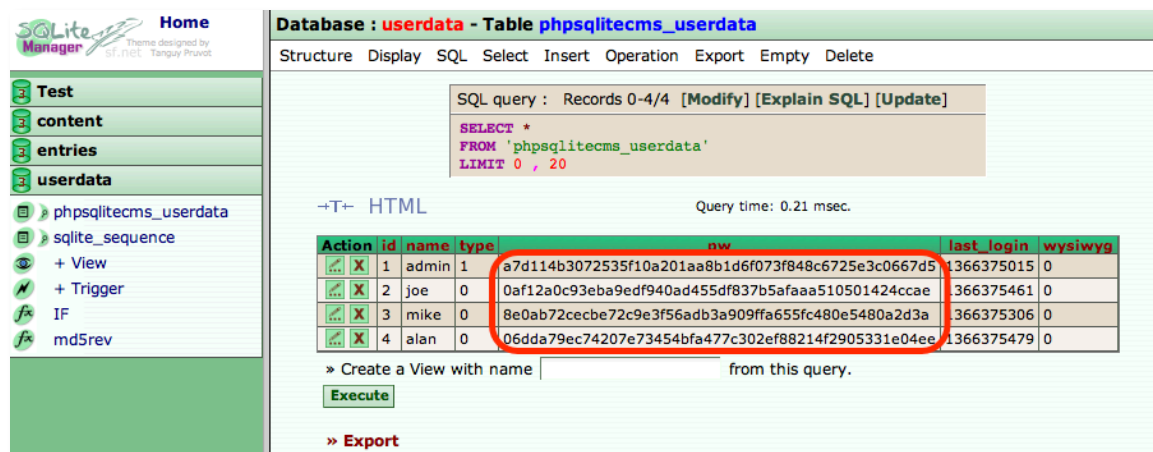 SQLite
Manager
Home
Theme designed by
sf.net Tanguy Pruvot
Test
content
entries
userdata
phpsqlitecms_userdata
sqlite_sequence
+ View
+ Trigger
IF
md5rev
Database : userdata - Table phpsqlitecms_userdata
Structure Display SQL Select Insert Operation Export Empty Delete
SQL query : Records 0-4/4 [Modify] [Explain SQL] [Update]
SELECT *
FROM 'phpsqlitecms_userdata'
LIMIT 0 , 20
→T← HTML
Query time: 0.21 msec.
Action id name type pw last_login wysiwyg
X 1 admin 1 a7d114b3072535f10a201aa8b1d6f073f848c6725e3c0667d5 1366375015 0
X 2 joe 0 0af12a0c93eba9edf940ad455df837b5afaaa510501424ccae 1366375461 0
X 3 mike 0 8e0ab72cecbe72c9e3f56adb3a909ffa655fc480e5480a2d3a 1366375306 0
X 4 alan 0 06dda79ec74207e73454bfa477c302ef88214f2905331e04ee 1366375479 0
» Create a View with name from this query.
Execute
» Export